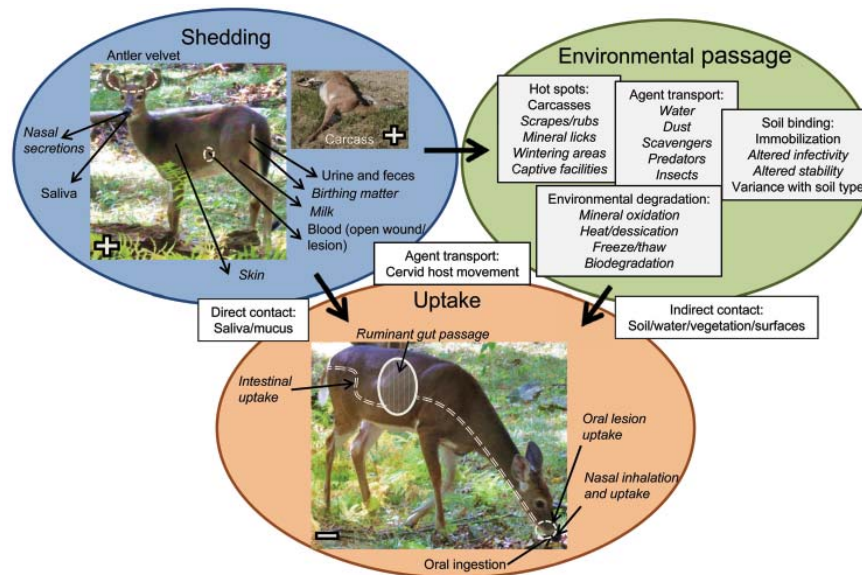 Shedding
Antler velvet
Nasal
secretions
Saliva
Carcass
Urine and feces
Birthing matter
Milk
Blood (open wound/
lesion)
Skin
Environmental passage
Hot spots:
Carcasses
Scrapes/rubs
Mineral licks
Wintering areas
Captive facilities
Agent transport:
Water
Dust
Scavengers
Predators
Insects
Soil binding:
Immobilization
Altered infectivity
Altered stability
Variance with soil type
Environmental degradation:
Mineral oxidation
Heat/dessication
Freeze/thaw
Biodegradation
Agent transport:
Cervid host movement
Direct contact:
Saliva/mucus
Indirect contact:
Soil/water/vegetation/surfaces
Uptake
Ruminant gut passage
Intestinal
uptake
Oral lesion
uptake
Nasal inhalation
and uptake
Oral ingestion